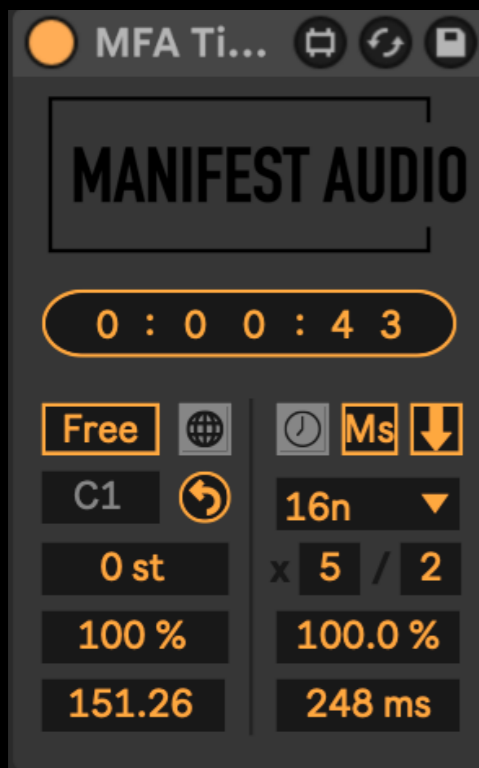 MFA Ti...
MANIFEST AUDIO
0 : 0 0 : 4 3
Free Ms
C1 16n
0 st x 5 / 2
100 % 100.0 %
151.26 248 ms